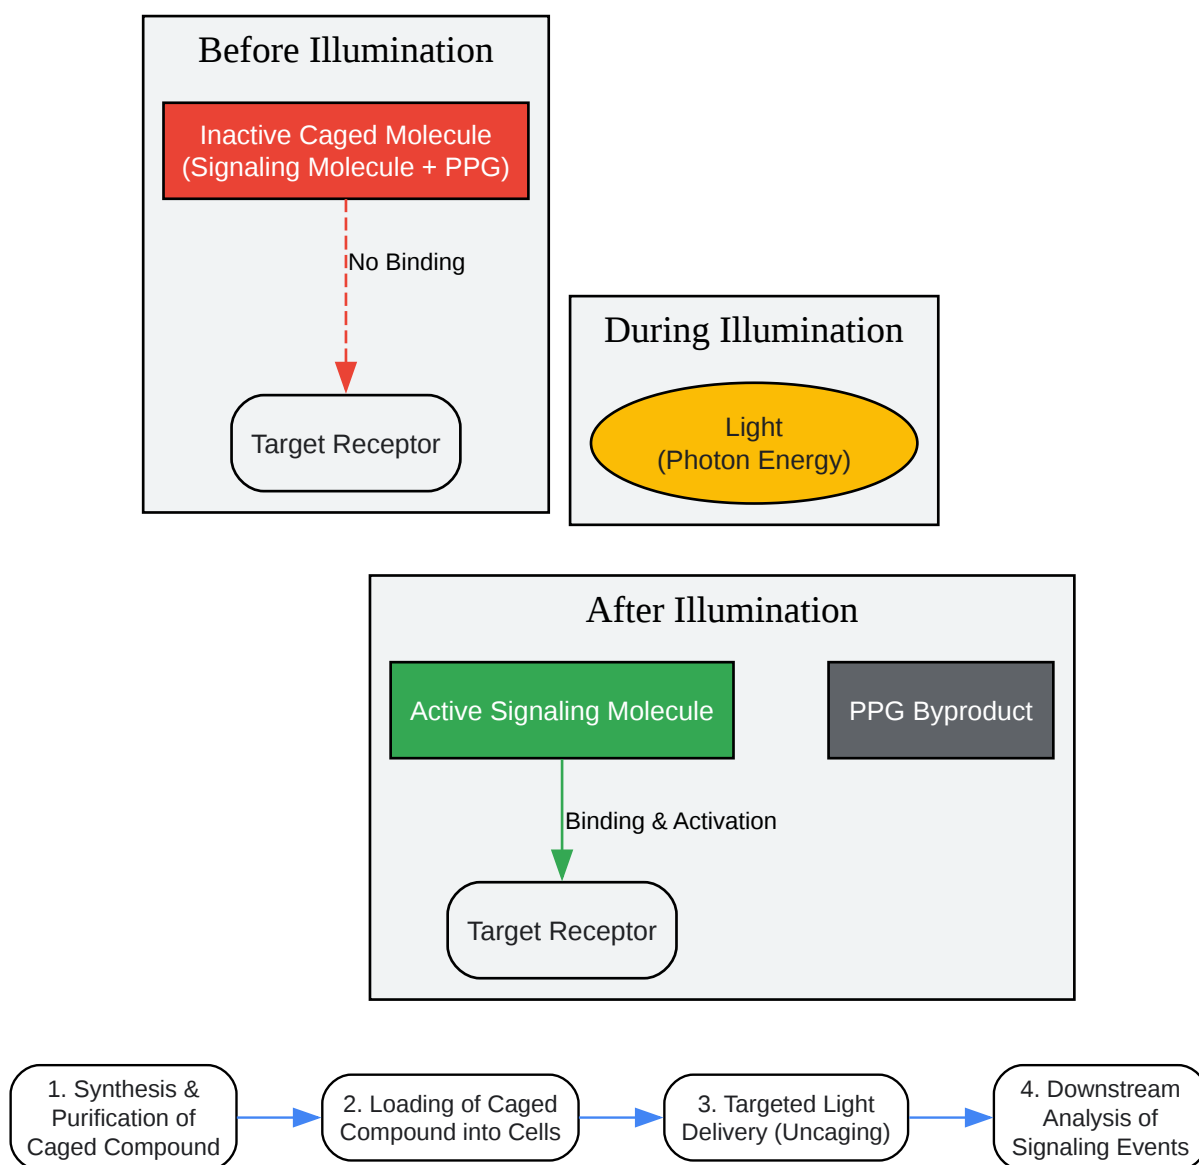 Before Illumination
Inactive Caged Molecule
(Signaling Molecule + PPG)
No Binding
Target Receptor
During Illumination
Light
(Photon Energy)
After Illumination
Active Signaling Molecule
PPG Byproduct
Binding & Activation
Target Receptor
1. Synthesis &
Purification of
Caged Compound
2. Loading of Caged
Compound into Cells
3. Targeted Light
Delivery (Uncaging)
4. Downstream
Analysis of
Signaling Events